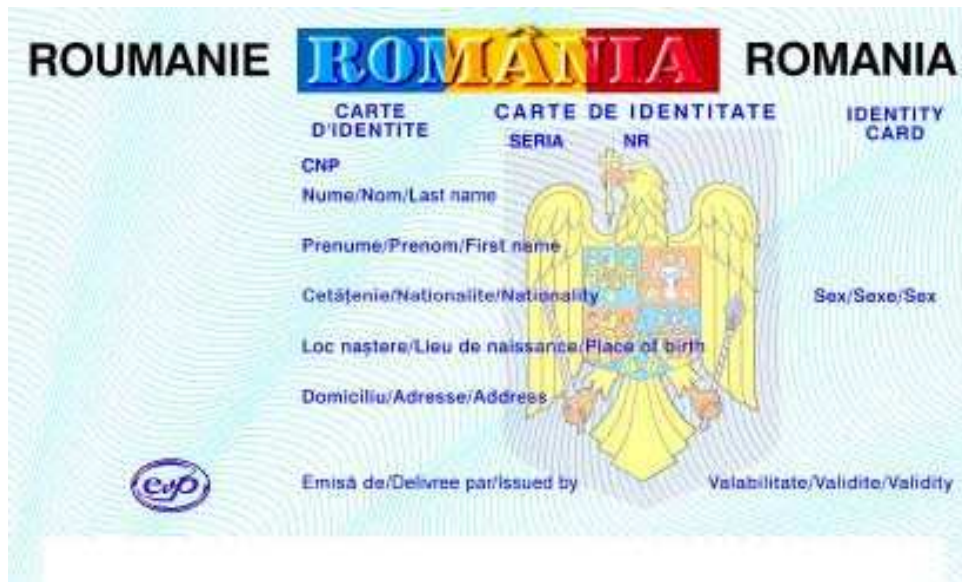 ROUMANIE ROMÂNIA ROMANIA
CARTE D'IDENTITE
CARTE DE IDENTITATE
IDENTITY CARD
SERIA NR
CNP
Nume/Nom/Last name
Prenume/Prenom/First name
Cetăţenie/Nationalite/Nationality
Sex/Sexe/Sex
Loc naştere/Lieu de naissance/Place of birth
Domiciliu/Adresse/Address
Emisă de/Delivree par/Issued by
Valabilitate/Validite/Validity